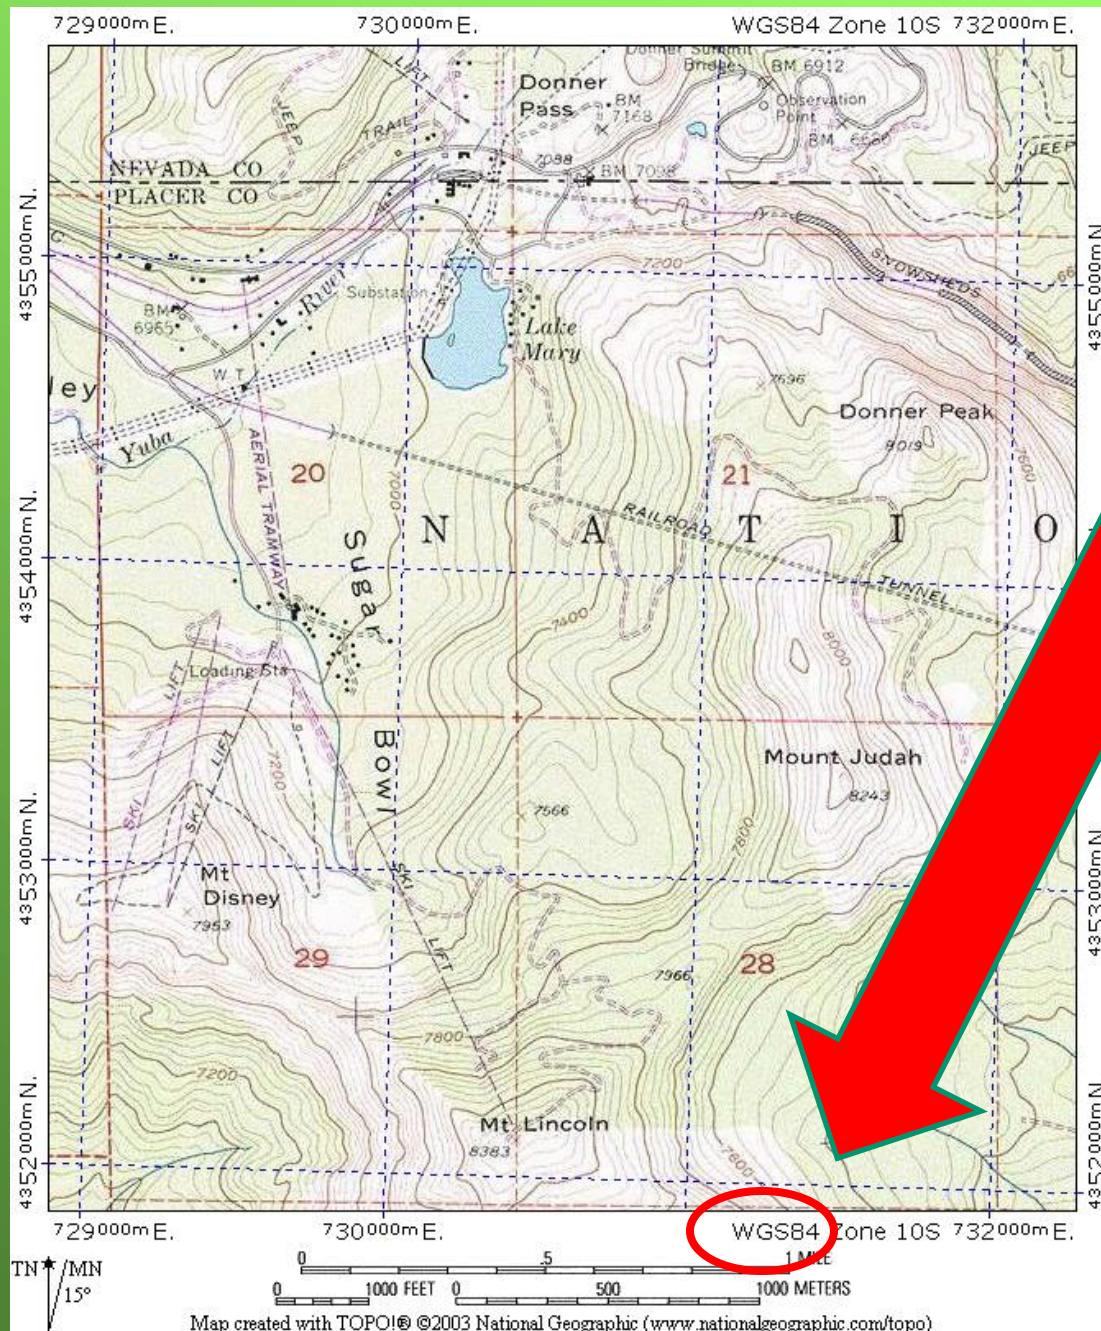 729000m E. 730000m E. WGS84 Zone 10S 732000m E.
Donner Summit
Bridge BM 6912
LIFT
Donner
Pass
BM
7168
Observation
Point
BM 6680
JEEP
TRAIL
JEEP
7088
BM 7098
NEVADA CO
PLACER CO
4355000m N.
4355000m N.
7200
SNOWSHEDS
River
Substation
BM
6965
Lake
Mary
0
W T
ley
7696
Donner Peak
8019
Yuba
AERIAL TRAMWAY
20
21
7000
7600
4354000m N.
N A T I O
RAILROAD
TUNNEL
Sugar
Bowl
7400
8000
Loading Sta
LIFT
SKI
LIFT
SKI
7200
Mount Judah
8243
7566
7800
4353000m N.
4353000m N.
Mt
Disney
7953
SKI
LIFT
29
28
7966
7800
7200
Mt Lincoln
8383
7800
4352000m N.
4352000m N.
729000m E. 730000m E. WGS84 Zone 10S 732000m E.
TN /MN
15°
0 .5 1 MILE
0 1000 FEET 0 500 1000 METERS
Map created with TOPO!® ©2003 National Geographic (www.nationalgeographic.com/topo)